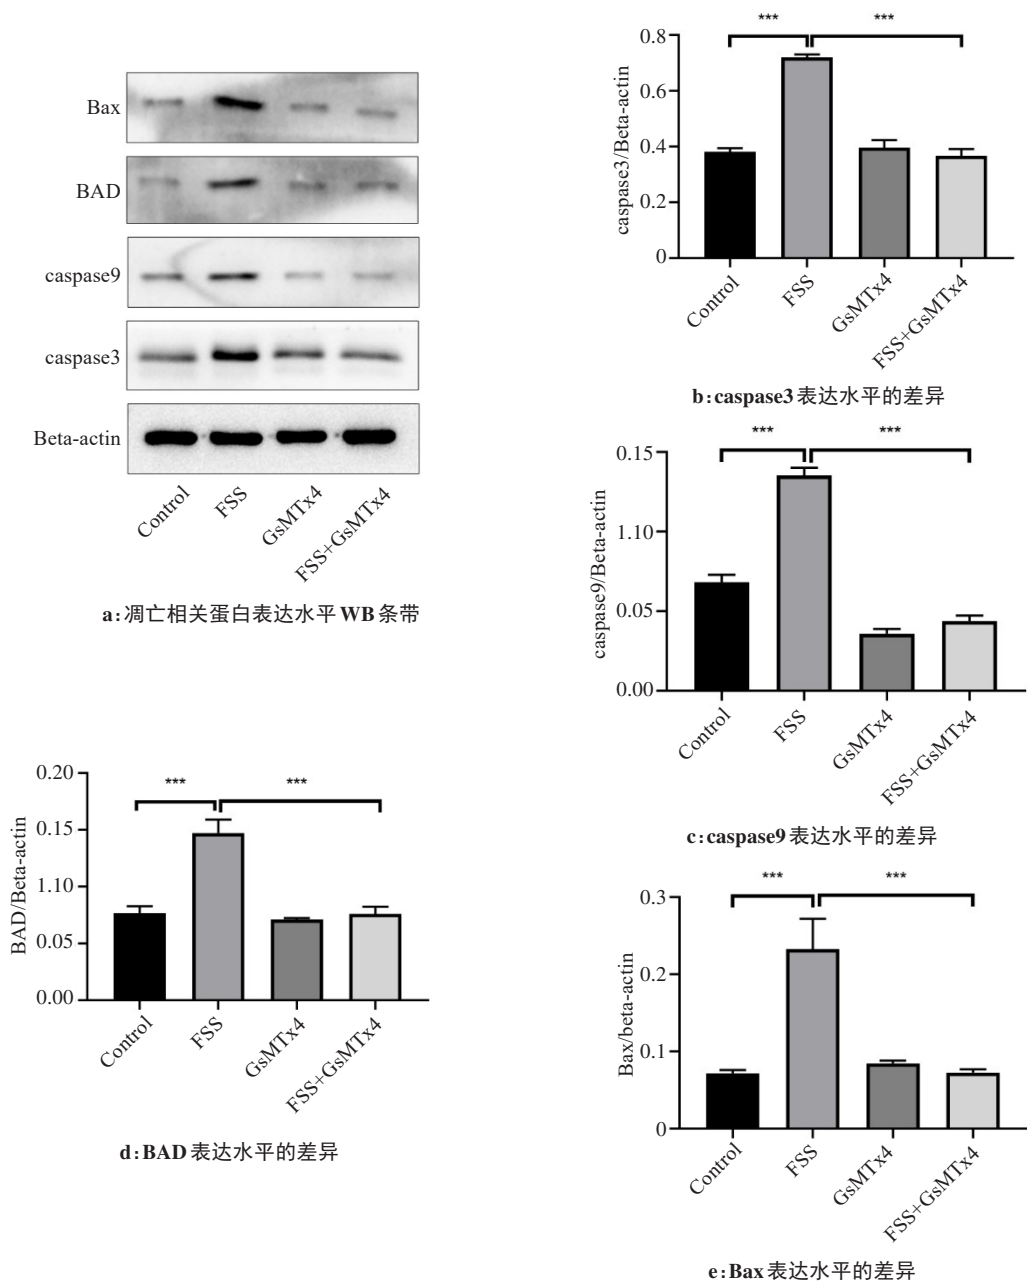 Bax
BAD
caspase9
caspase3
Beta-actin
Control
FSS
GsMTx4
FSS+GsMTx4
a:凋亡相关蛋白表达水平WB条带
***
***
caspase3/Beta-actin
0.8
0.6
0.4
0.2
0
Control
FSS
GsMTx4
FSS+GsMTx4
b:caspase3表达水平的差异
***
***
caspase9/Beta-actin
0.15
1.10
0.05
0.00
Control
FSS
GsMTx4
FSS+GsMTx4
c:caspase9表达水平的差异
***
***
BAD/Beta-actin
0.20
0.15
1.10
0.05
0.00
Control
FSS
GsMTx4
FSS+GsMTx4
d:BAD表达水平的差异
***
***
Bax/beta-actin
0.3
0.2
0.1
0
Control
FSS
GsMTx4
FSS+GsMTx4
e:Bax表达水平的差异